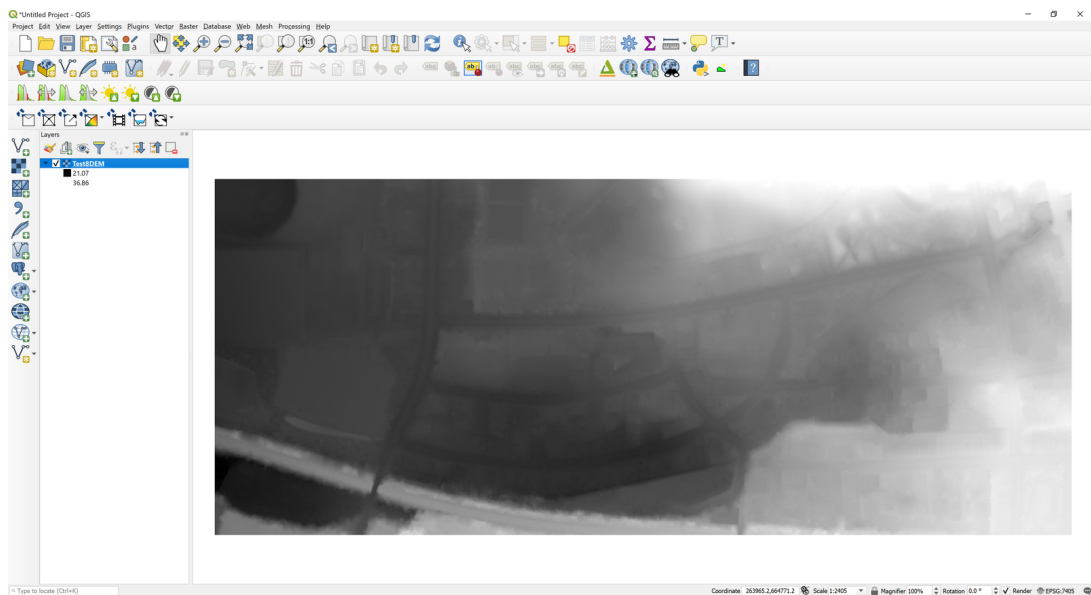 *Untitled Project - QGIS
Project Edit View Layer Settings Plugins Vector Raster Database Web Mesh Processing Help
Layers
Test8DEM
21.07
36.86
Type to locate (Ctrl+K)
Coordinate 263965.2,664771.2 Scale 1:2405 Magnifier 100% Rotation 0.0 ° Render EPSG:7405